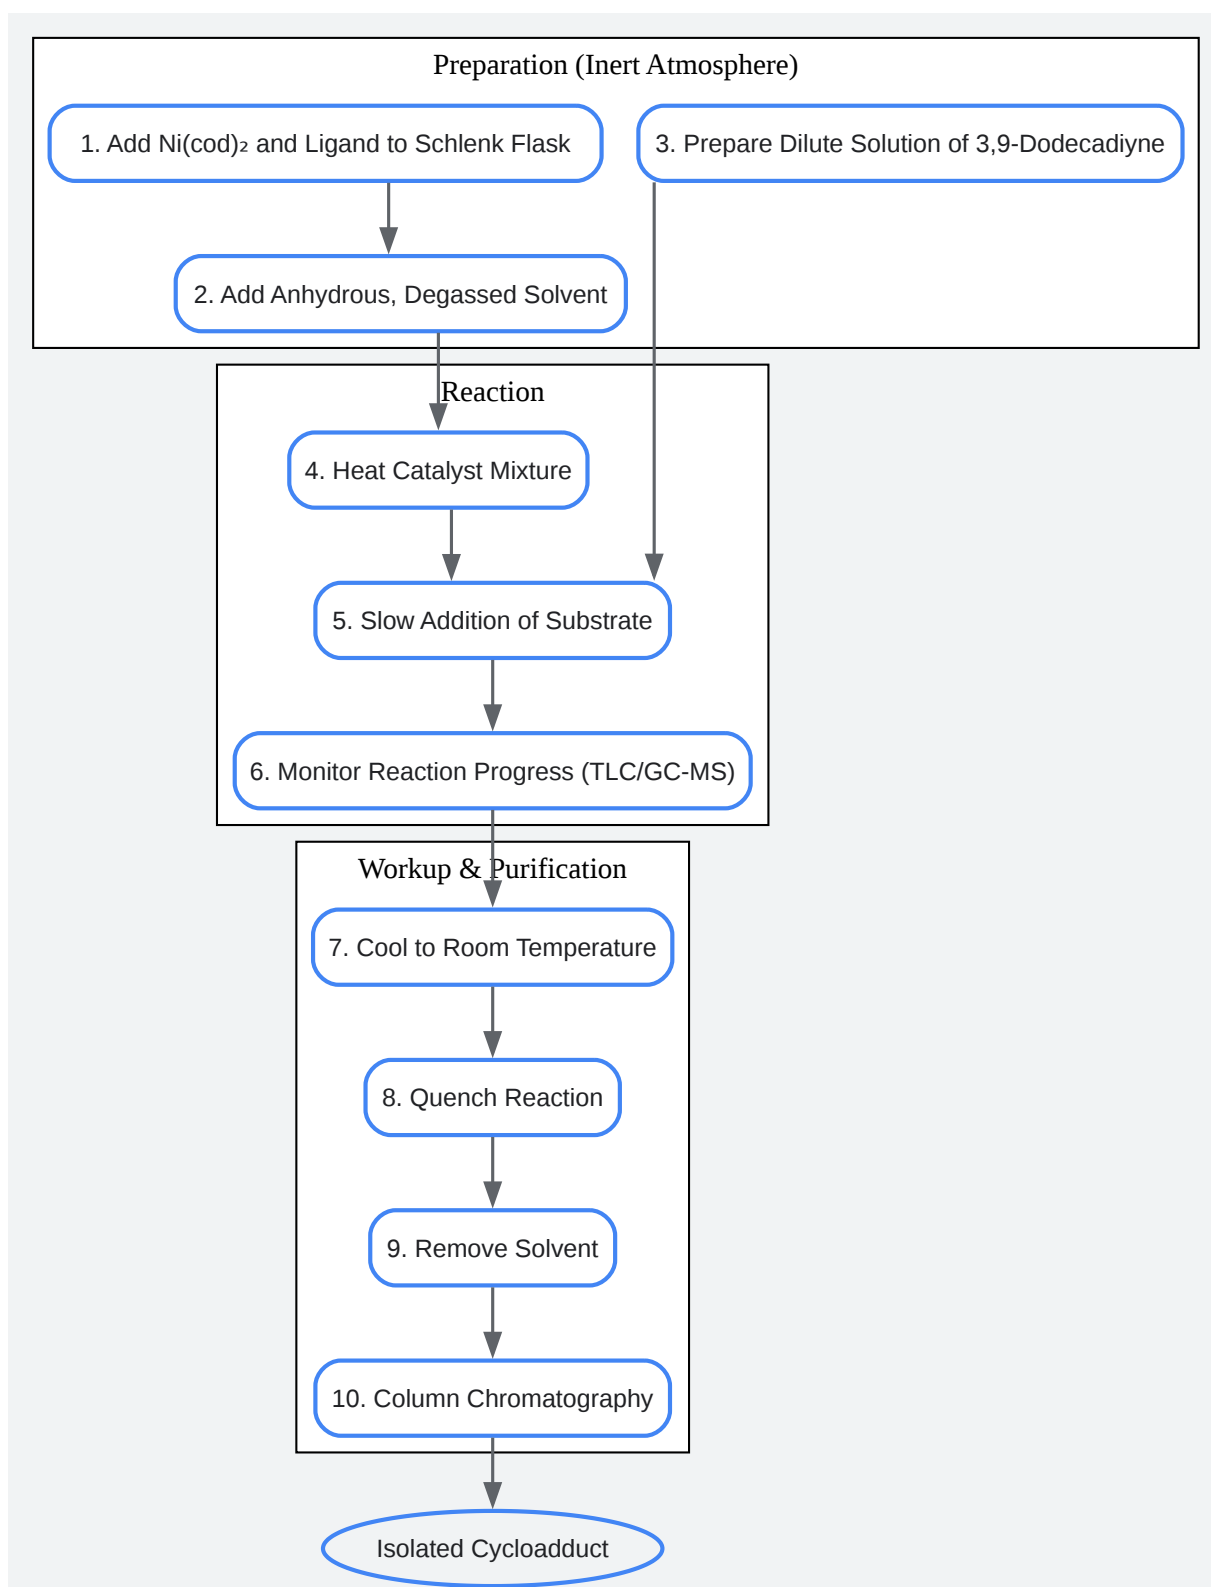 Preparation (Inert Atmosphere)
1. Add Ni(cod)₂ and Ligand to Schlenk Flask
3. Prepare Dilute Solution of 3,9-Dodecadiyne
2. Add Anhydrous, Degassed Solvent
Reaction
4. Heat Catalyst Mixture
5. Slow Addition of Substrate
6. Monitor Reaction Progress (TLC/GC-MS)
Workup & Purification
7. Cool to Room Temperature
8. Quench Reaction
9. Remove Solvent
10. Column Chromatography
Isolated Cycloadduct